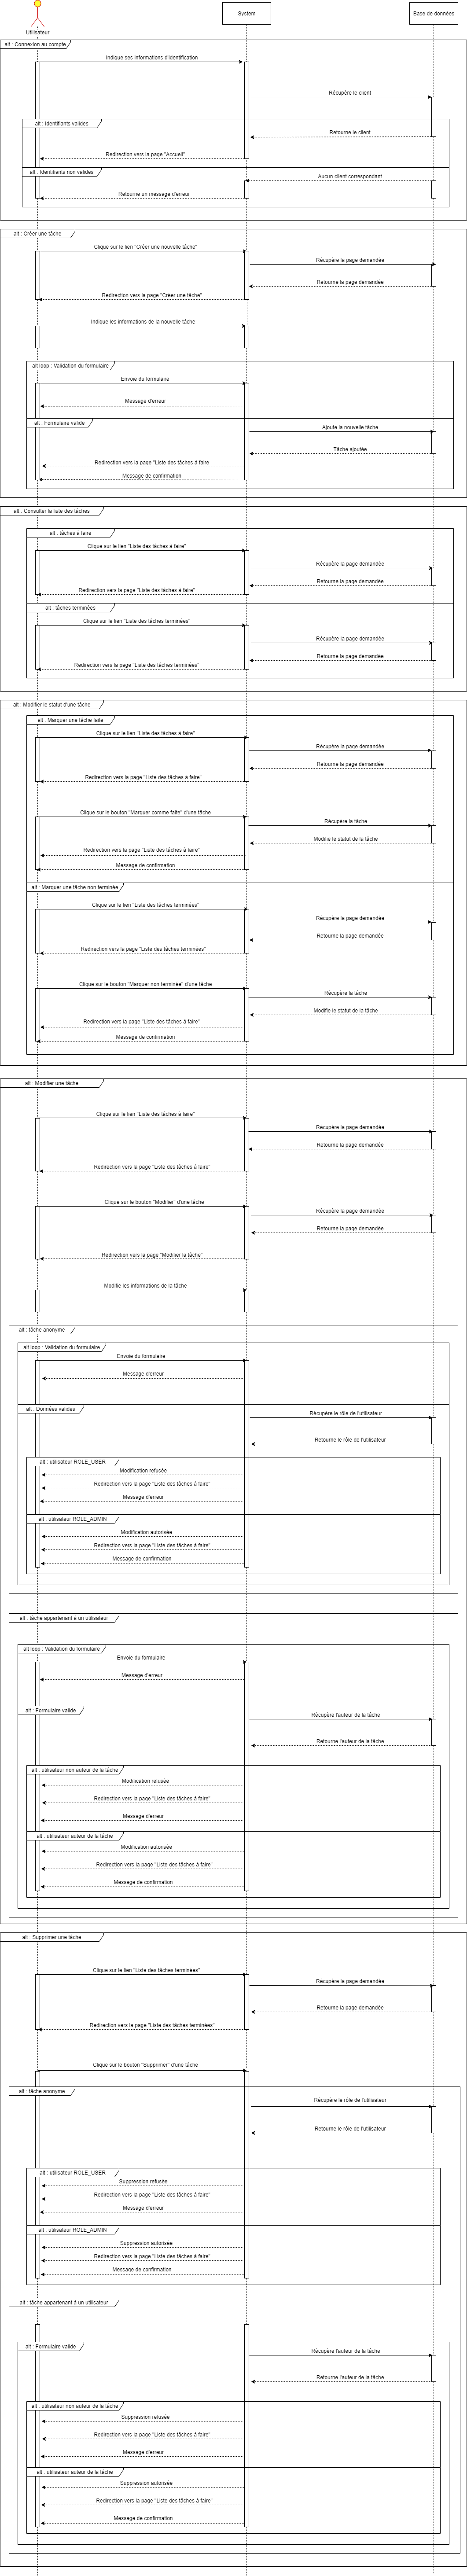 System
Base de données
Utilisateur
alt : Connexion au compte
Indique ses informations d'identification
Récupère le client
alt : Identifiants valides
Retourne le client
Redirection vers la page "Accueil"
alt : Identifiants non valides
Aucun client correspondant
Retourne un message d'erreur
alt : Créer une tâche
Clique sur le lien "Créer une nouvelle tâche"
Récupère la page demandée
Retourne la page demandée
Redirection vers la page "Créer une tâche"
Indique les informations de la nouvelle tâche
alt loop : Validation du formulaire
Envoie du formulaire
Message d'erreur
alt : Formulaire valide
Ajoute la nouvelle tâche
Tâche ajoutée
Redirection vers la page "Liste des tâches à faire
Message de confirmation
alt : Consulter la liste des tâches
alt : tâches à faire
Clique sur le lien "Liste des tâches à faire"
Récupère la page demandée
Retourne la page demandée
Redirection vers la page "Liste des tâches à faire"
alt : tâches terminées
Clique sur le lien "Liste des tâches terminées"
Récupère la page demandée
Retourne la page demandée
Redirection vers la page "Liste des tâches terminées"
alt : Modifier le statut d'une tâche
alt : Marquer une tâche faite
Clique sur le lien "Liste des tâches à faire"
Récupère la page demandée
Retourne la page demandée
Redirection vers la page "Liste des tâches à faire"
Clique sur le bouton "Marquer comme faite" d'une tâche
Récupère la tâche
Modifie le statut de la tâche
Redirection vers la page "Liste des tâches à faire"
Message de confirmation
alt : Marquer une tâche non terminée
Clique sur le lien "Liste des tâches terminées"
Récupère la page demandée
Retourne la page demandée
Redirection vers la page "Liste des tâches terminées"
Clique sur le bouton "Marquer non terminée" d'une tâche
Récupère la tâche
Modifie le statut de la tâche
Redirection vers la page "Liste des tâches à faire"
Message de confirmation
alt : Modifier une tâche
Clique sur le lien "Liste des tâches à faire"
Récupère la page demandée
Retourne la page demandée
Redirection vers la page "Liste des tâches à faire"
Clique sur le bouton "Modifier" d'une tâche
Récupère la page demandée
Retourne la page demandée
Redirection vers la page "Modifier la tâche"
Modifie les informations de la tâche
alt : tâche anonyme
alt loop : Validation du formulaire
Envoie du formulaire
Message d'erreur
alt : Données valides
Récupère le rôle de l'utilisateur
Retourne le rôle de l'utilisateur
alt : utilisateur ROLE_USER
Modification refusée
Redirection vers la page "Liste des tâches à faire"
Message d'erreur
alt : utilisateur ROLE_ADMIN
Modification autorisée
Redirection vers la page "Liste des tâches à faire"
Message de confirmation
alt : tâche appartenant à un utilisateur
alt loop : Validation du formulaire
Envoie du formulaire
Message d'erreur
alt : Formulaire valide
Récupère l'auteur de la tâche
Retourne l'auteur de la tâche
alt : utilisateur non auteur de la tâche
Modification refusée
Redirection vers la page "Liste des tâches à faire"
Message d'erreur
alt : utilisateur auteur de la tâche
Modification autorisée
Redirection vers la page "Liste des tâches à faire"
Message de confirmation
alt : Supprimer une tâche
Clique sur le lien "Liste des tâches terminées"
Récupère la page demandée
Retourne la page demandée
Redirection vers la page "Liste des tâches terminées"
Clique sur le bouton "Supprimer" d'une tâche
alt : tâche anonyme
Récupère le rôle de l'utilisateur
Retourne le rôle de l'utilisateur
alt : utilisateur ROLE_USER
Suppression refusée
Redirection vers la page "Liste des tâches à faire"
Message d'erreur
alt : utilisateur ROLE_ADMIN
Suppression autorisée
Redirection vers la page "Liste des tâches à faire"
Message de confirmation
alt : tâche appartenant à un utilisateur
alt : Formulaire valide
Récupère l'auteur de la tâche
Retourne l'auteur de la tâche
alt : utilisateur non auteur de la tâche
Suppression refusée
Redirection vers la page "Liste des tâches à faire"
Message d'erreur
alt : utilisateur auteur de la tâche
Suppression autorisée
Redirection vers la page "Liste des tâches à faire"
Message de confirmation